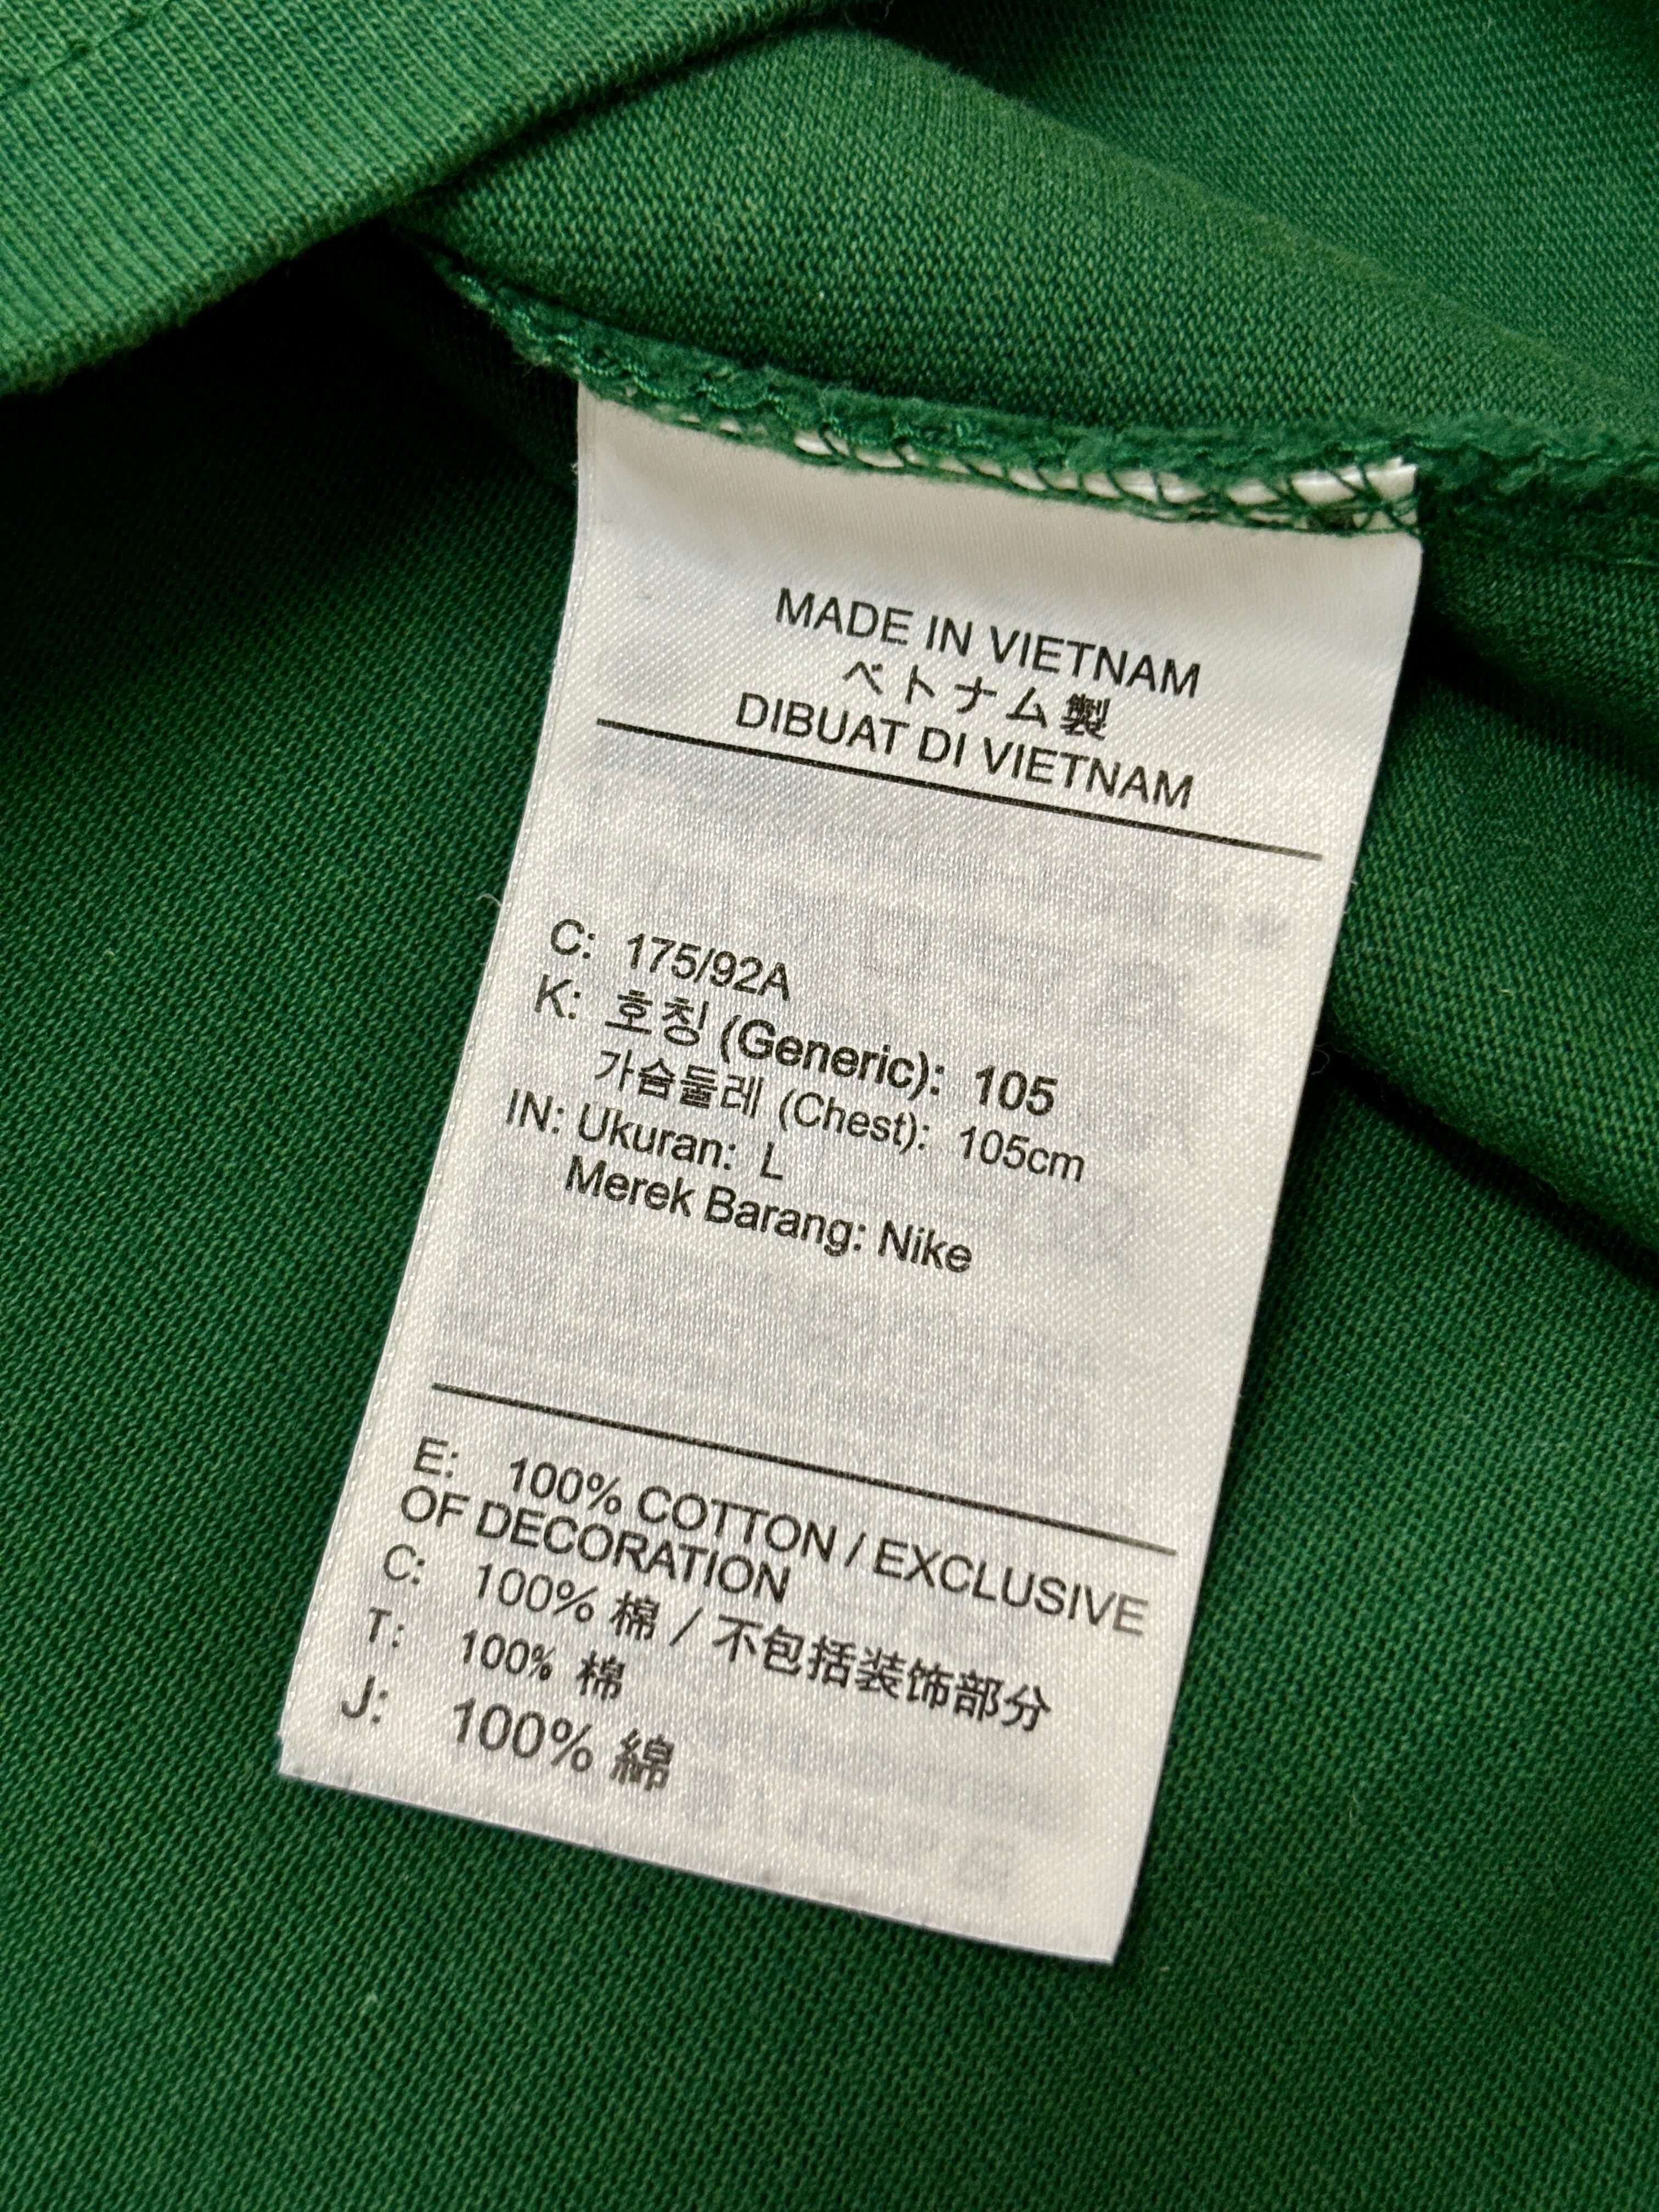 MADE IN VIETNAM
ベトナム製
DIBUAT DI VIETNAM
C: 175/92A
K: 호칭 (Generic): 105
가슴둘레 (Chest): 105cm
IN: Ukuran: L
Merek Barang: Nike
E: 100% COTTON / EXCLUSIVE
OF DECORATION
C: 100% 棉 / 不包括装饰部分
T: 100% 棉
J: 100% 綿